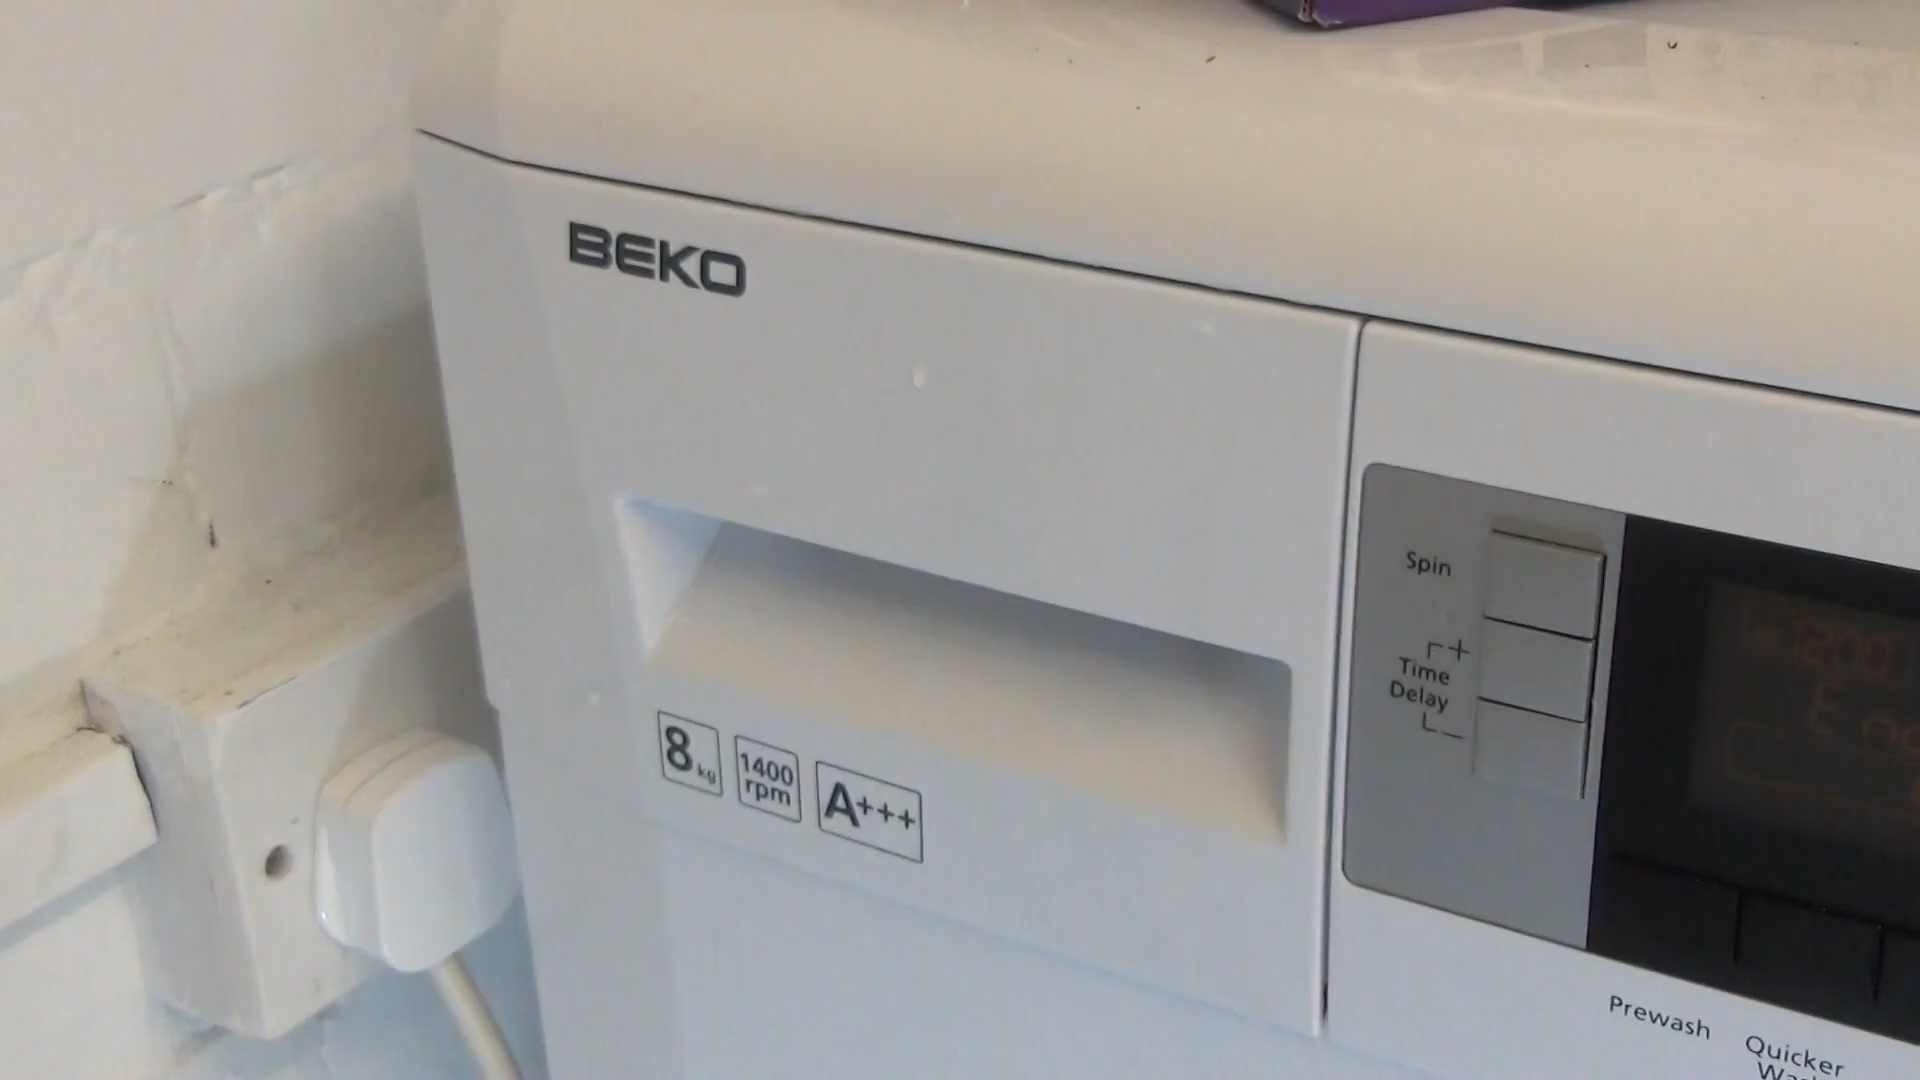 BEKO
Spin
+
Time
Delay
-
8 kg
1400
rpm
A+++
Prewash
Quicker